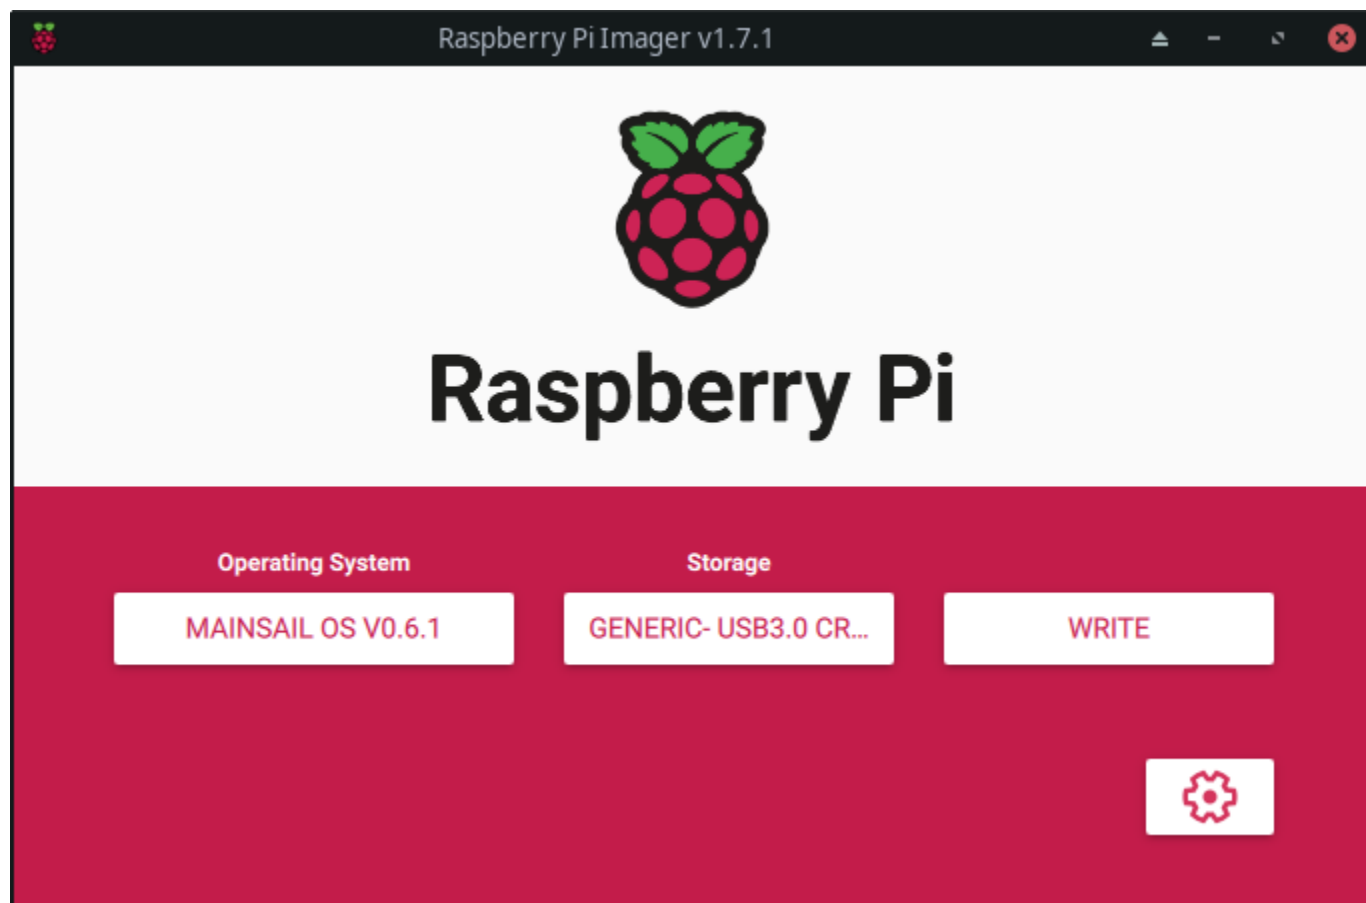 Raspberry Pi Imager v1.7.1
Raspberry Pi
Operating System
Storage
MAINSAIL OS V0.6.1
GENERIC- USB3.0 CR...
WRITE